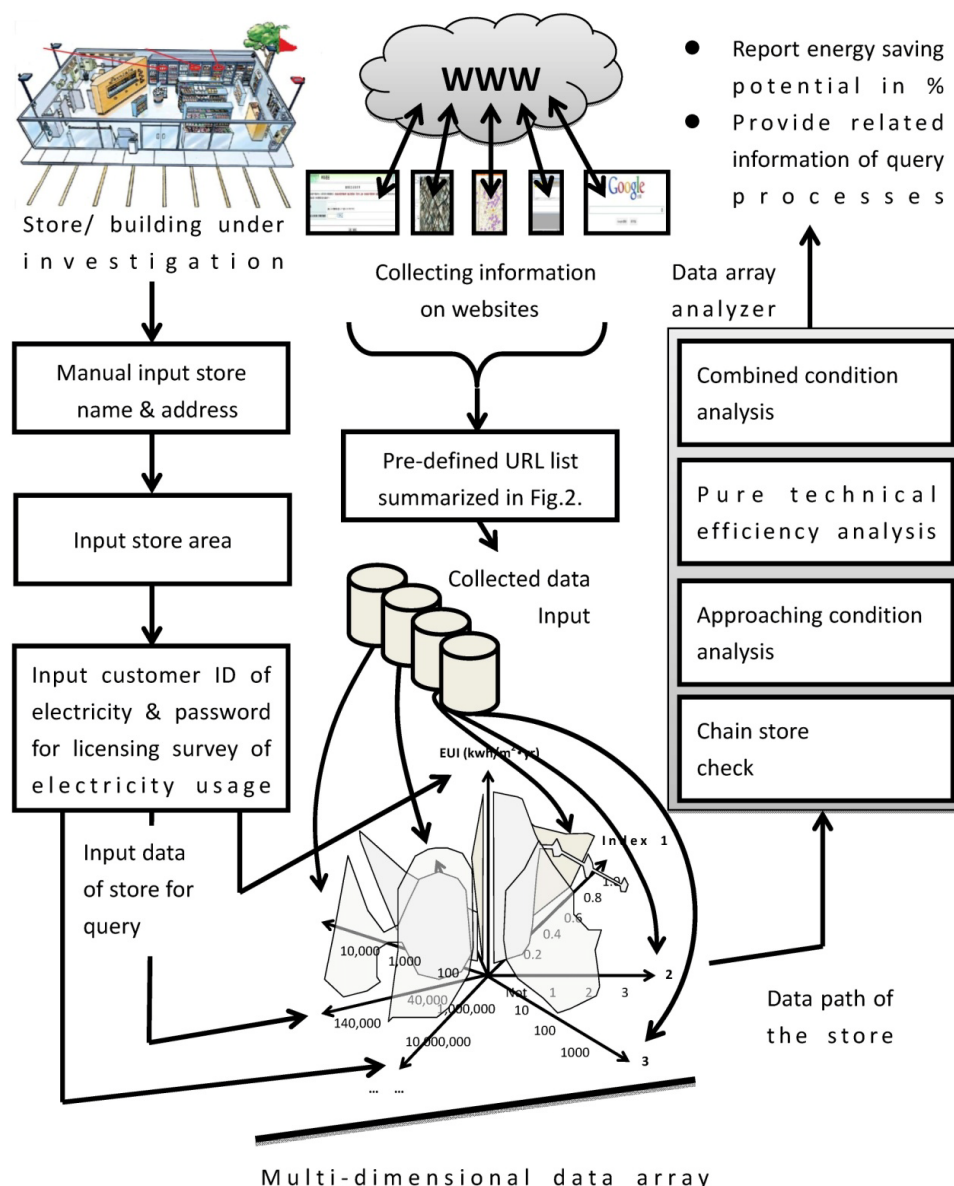 WWW
Google
Store/ building under
investigation
Collecting information
on websites
● Report energy saving
potential in %
● Provide related
information of query
processes
Data array
analyzer
Manual input store
name & address
Input store area
Input customer ID of
electricity & password
for licensing survey of
electricity usage
Input data
of store for
query
Pre-defined URL list
summarized in Fig.2.
Collected data
Input
Combined condition
analysis
Pure technical
efficiency analysis
Approaching condition
analysis
Chain store
check
EUI (kwh/m²•yr)
Index 1
0.8
0.6
0.4
0.2
10,000
1,000
100
Not 1 2 3
2
40,000
140,000
1,000,000
10,000,000
10
100
1000
3
... ...
Data path of
the store
Multi-dimensional data array